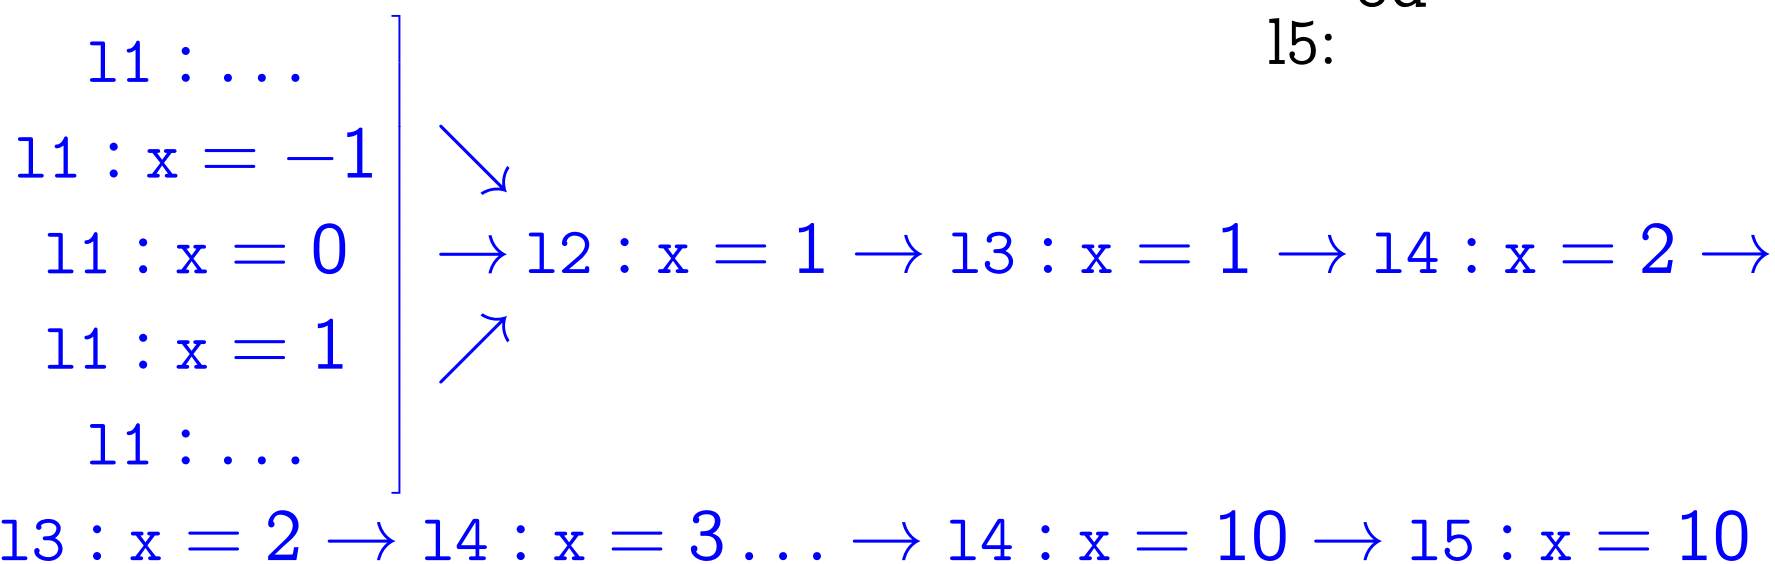 l5:
l1 : ...
l1 : x = −1
↘
l1 : x = 0
→ l2 : x = 1 → l3 : x = 1 → l4 : x = 2 →
l1 : x = 1
↗
l1 : ...
l3 : x = 2 → l4 : x = 3 ... → l4 : x = 10 → l5 : x = 10